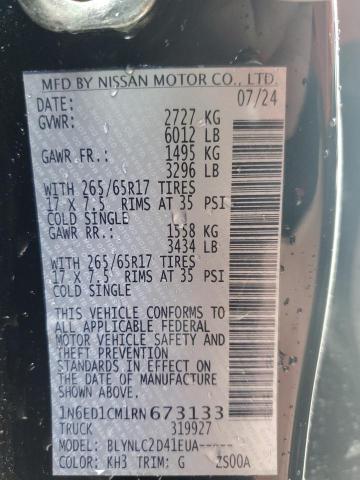 MFD BY NISSAN MOTOR CO., LTD.
DATE: 07/24
GVWR: 2727 KG
6012 LB
GAWR FR.: 1495 KG
3296 LB
WITH 265/65R17 TIRES
17 X 7.5 RIMS AT 35 PSI
COLD SINGLE
GAWR RR.: 1558 KG
3434 LB
WITH 265/65R17 TIRES
17 X 7.5 RIMS AT 35 PSI
COLD SINGLE
THIS VEHICLE CONFORMS TO
ALL APPLICABLE FEDERAL
MOTOR VEHICLE SAFETY AND
THEFT PREVENTION
STANDARDS IN EFFECT ON
THE DATE OF MANUFACTURE
SHOWN ABOVE.
1N6ED1CM1RN673133
TRUCK 319927
MODEL: BLYNLC2D41EUA-----
COLOR: KH3 TRIM: G ZS00A